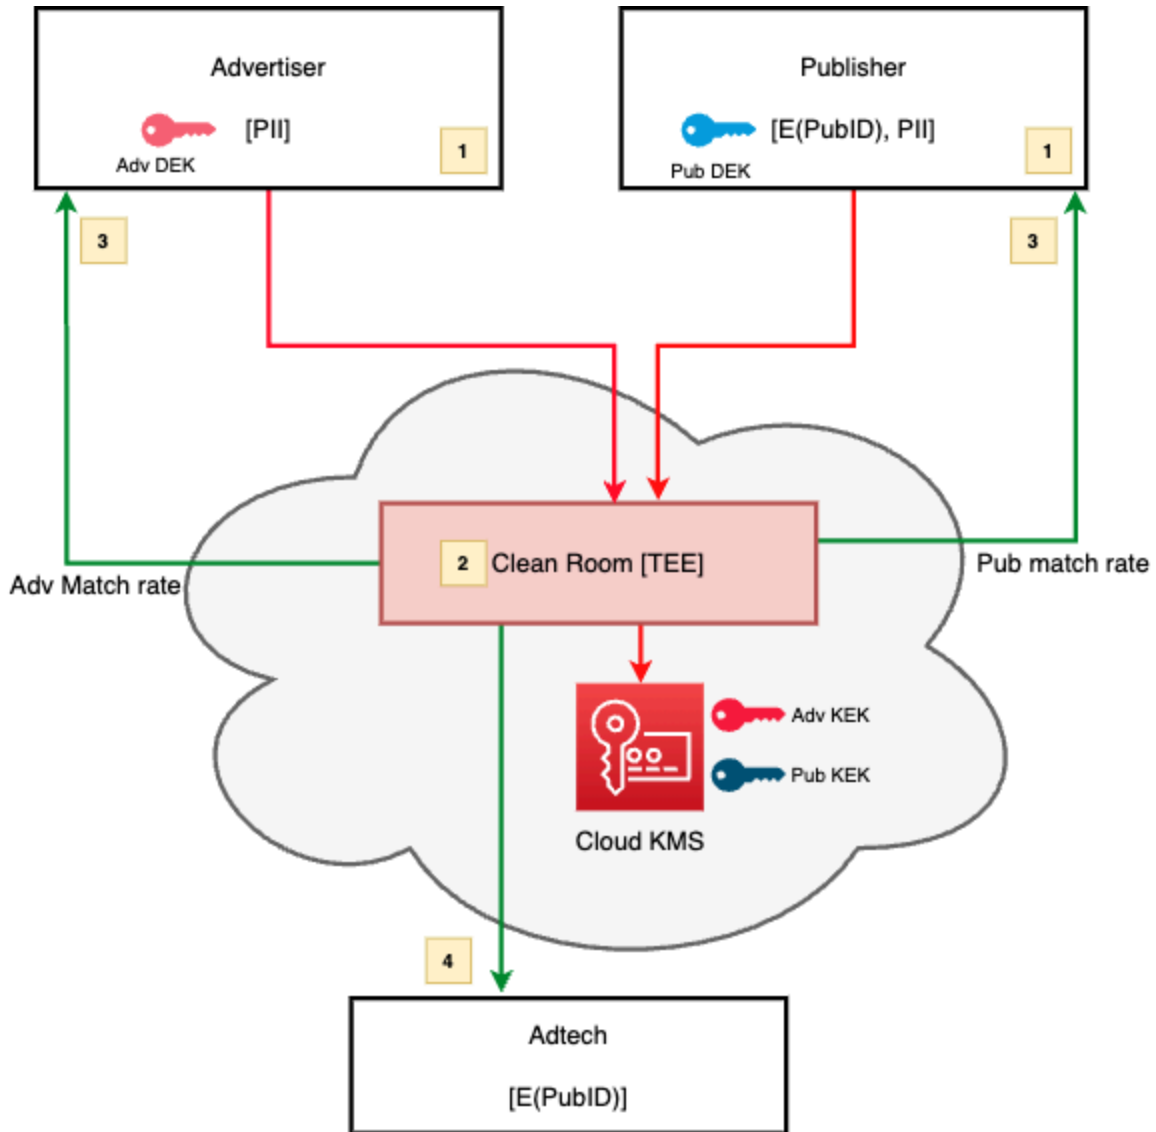 Advertiser
[PII]
Adv DEK
1
Publisher
[E(PubID), PII]
Pub DEK
1
3
3
2
Clean Room [TEE]
Adv Match rate
Pub match rate
Adv KEK
Pub KEK
Cloud KMS
4
Adtech
[E(PubID)]